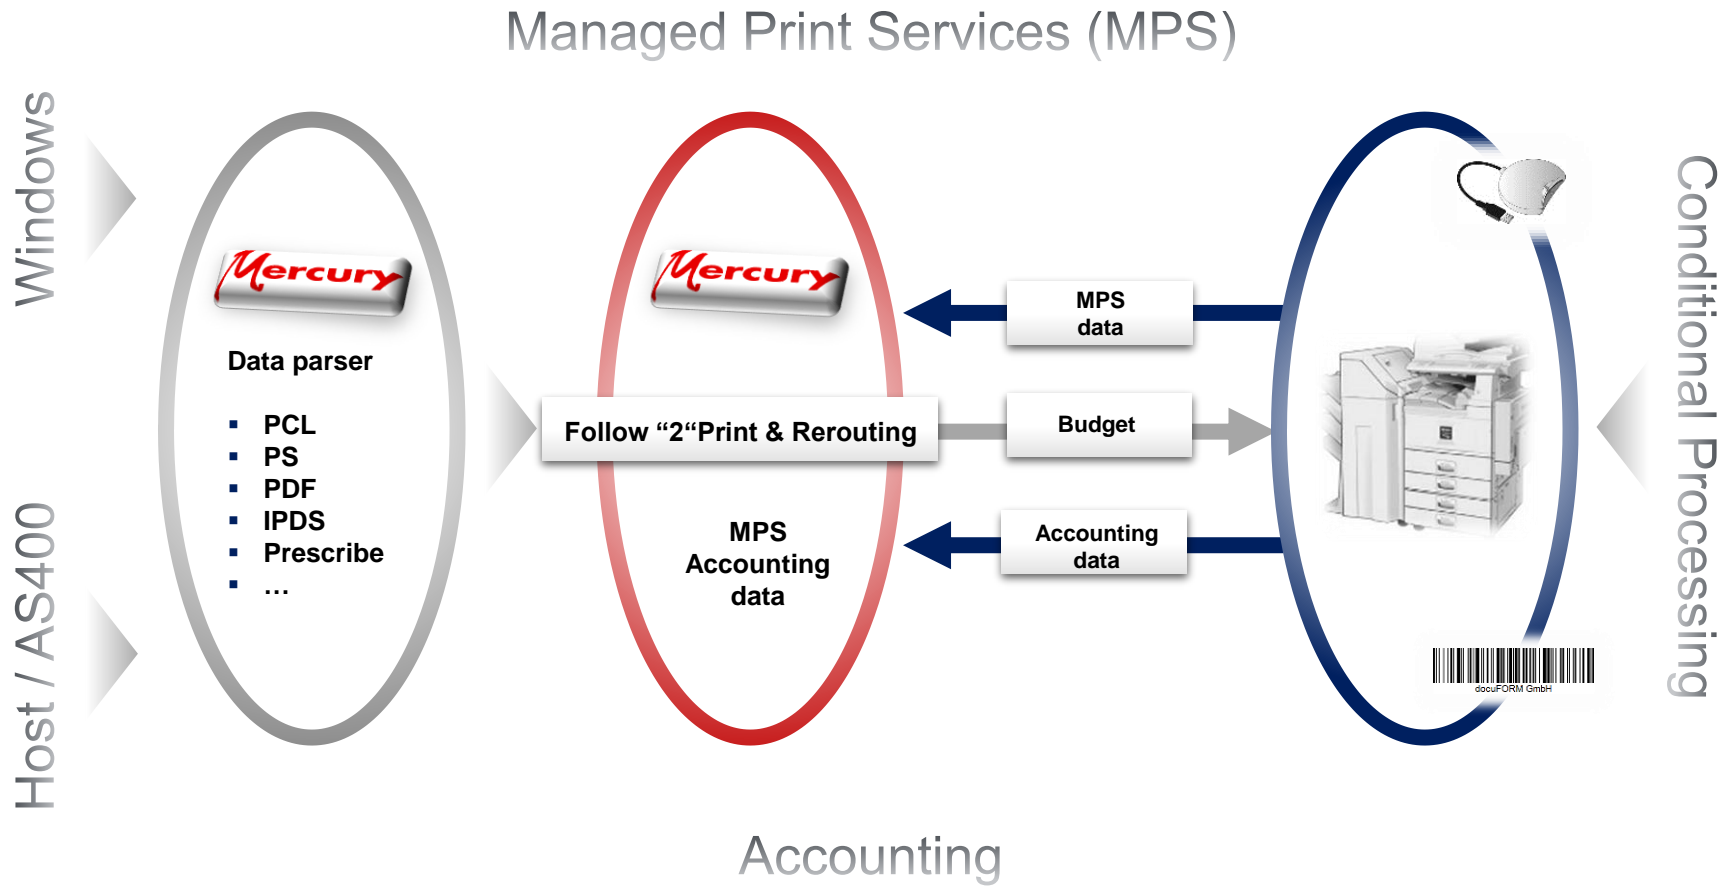 Managed Print Services (MPS)
Windows
Host / AS400
Mercury
Data parser
▪ PCL
▪ PS
▪ PDF
▪ IPDS
▪ Prescribe
▪ …
Mercury
Follow “2“Print & Rerouting
MPS
Accounting
data
MPS
data
Budget
Accounting
data
docuFORM GmbH
Conditional Processing
Accounting